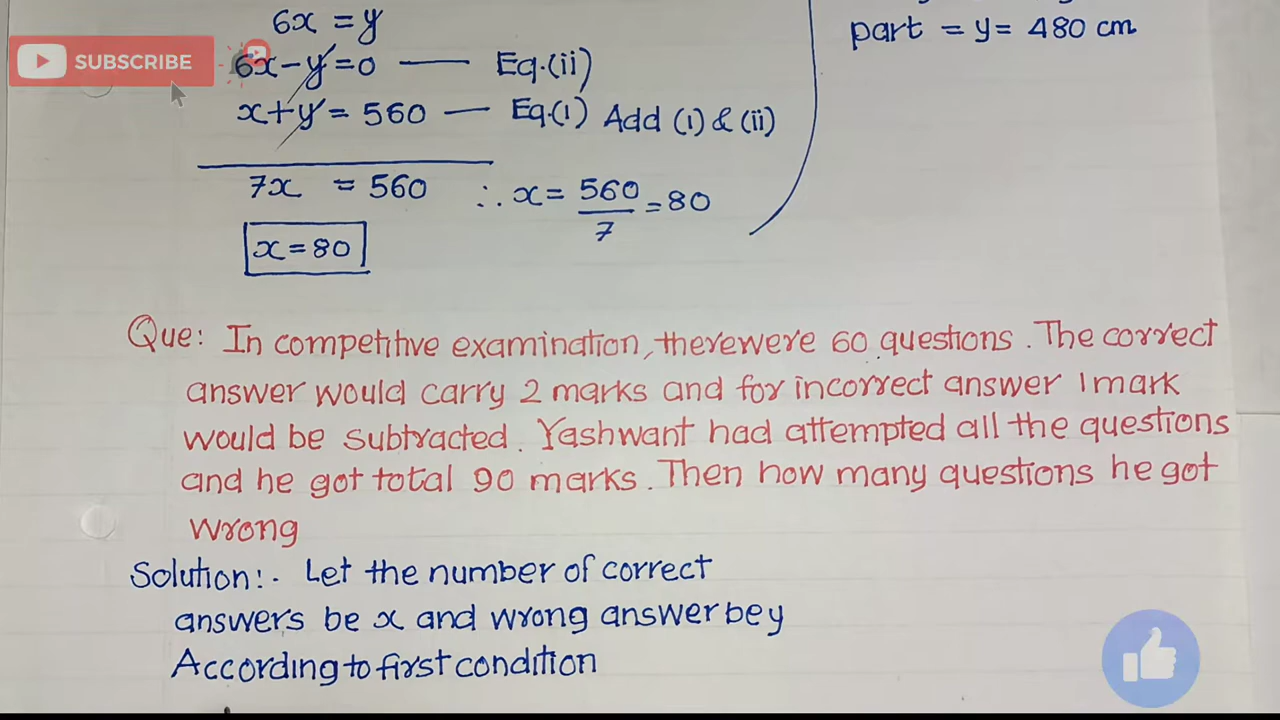 6x = y
part = y = 480 cm
SUBSCRIBE
6x - y = 0 — Eq.(ii)
x + y = 560 — Eq.(1) Add (1) & (ii)
7x = 560 ∴ x = 560/7 = 80
x = 80
Que: In competitive examination, there were 60 questions. The correct
answer would carry 2 marks and for incorrect answer 1 mark
would be subtracted. Yashwant had attempted all the questions
and he got total 90 marks. Then how many questions he got
wrong
Solution:- Let the number of correct
answers be x and wrong answer be y
According to first condition